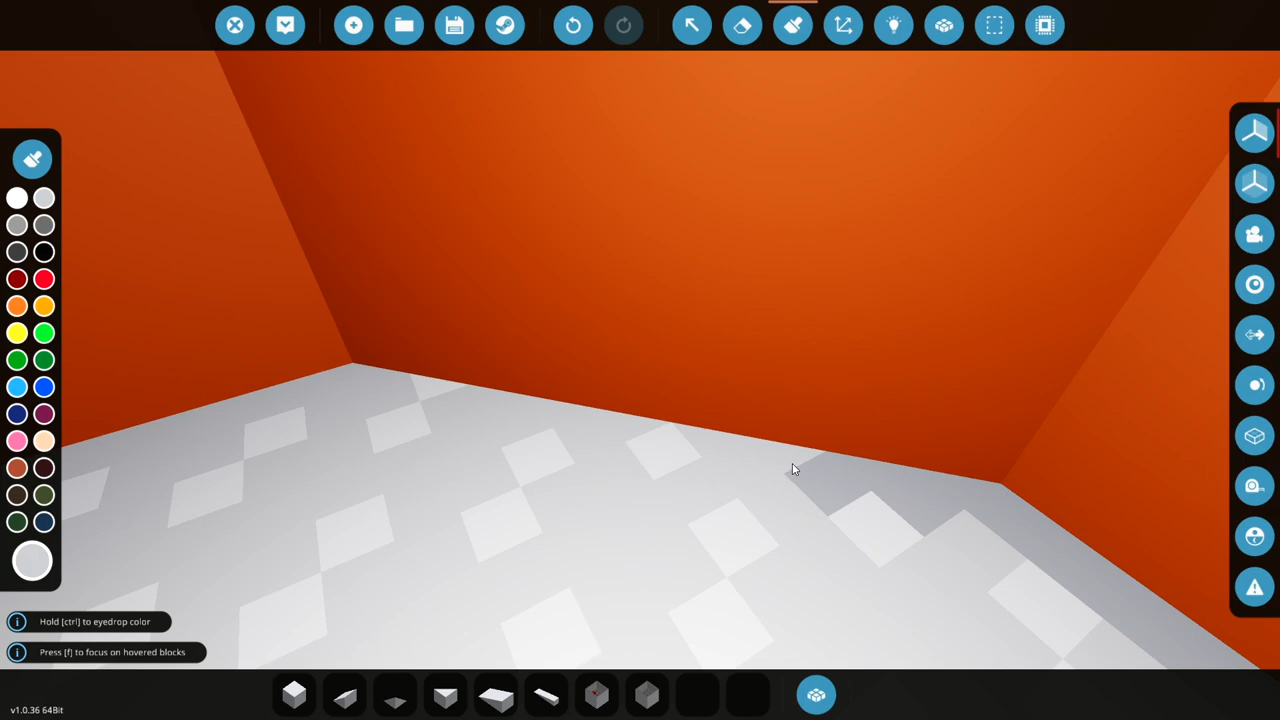 Hold [ctrl] to eyedrop color
Press [f] to focus on hovered blocks
v1.0.36 64Bit